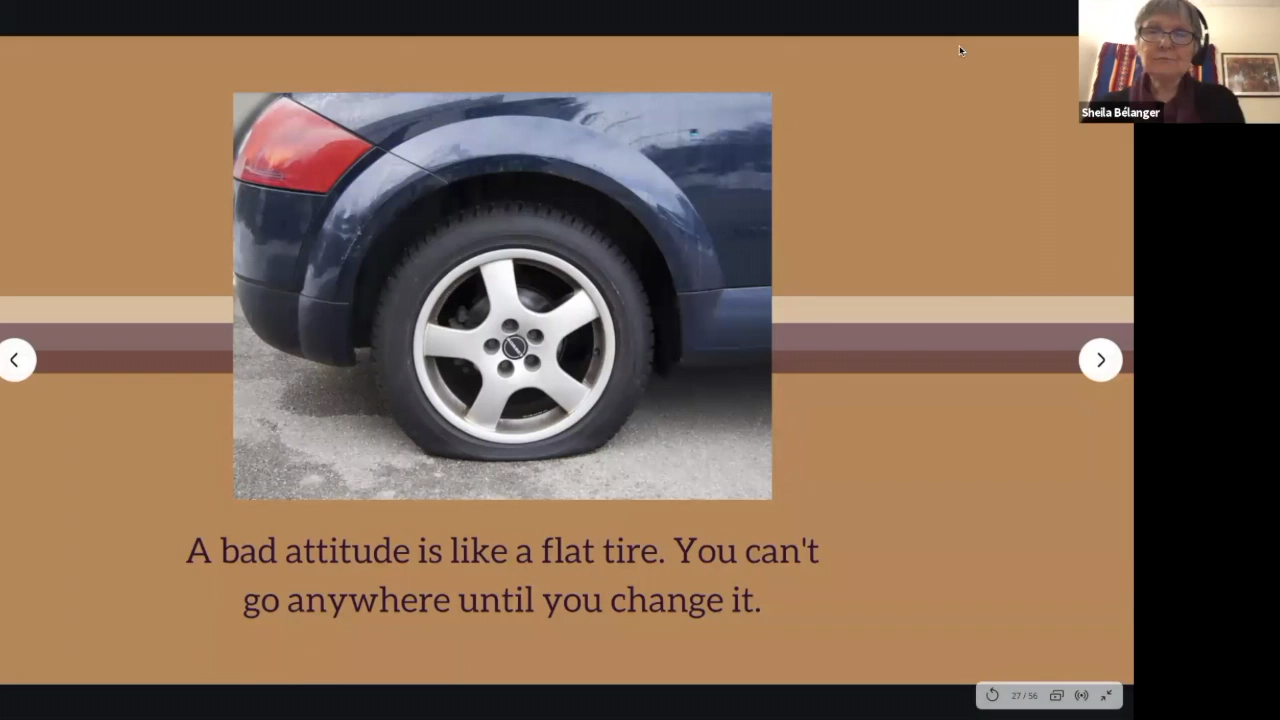 Sheila Bélanger
A bad attitude is like a flat tire. You can't
go anywhere until you change it.
27 / 56